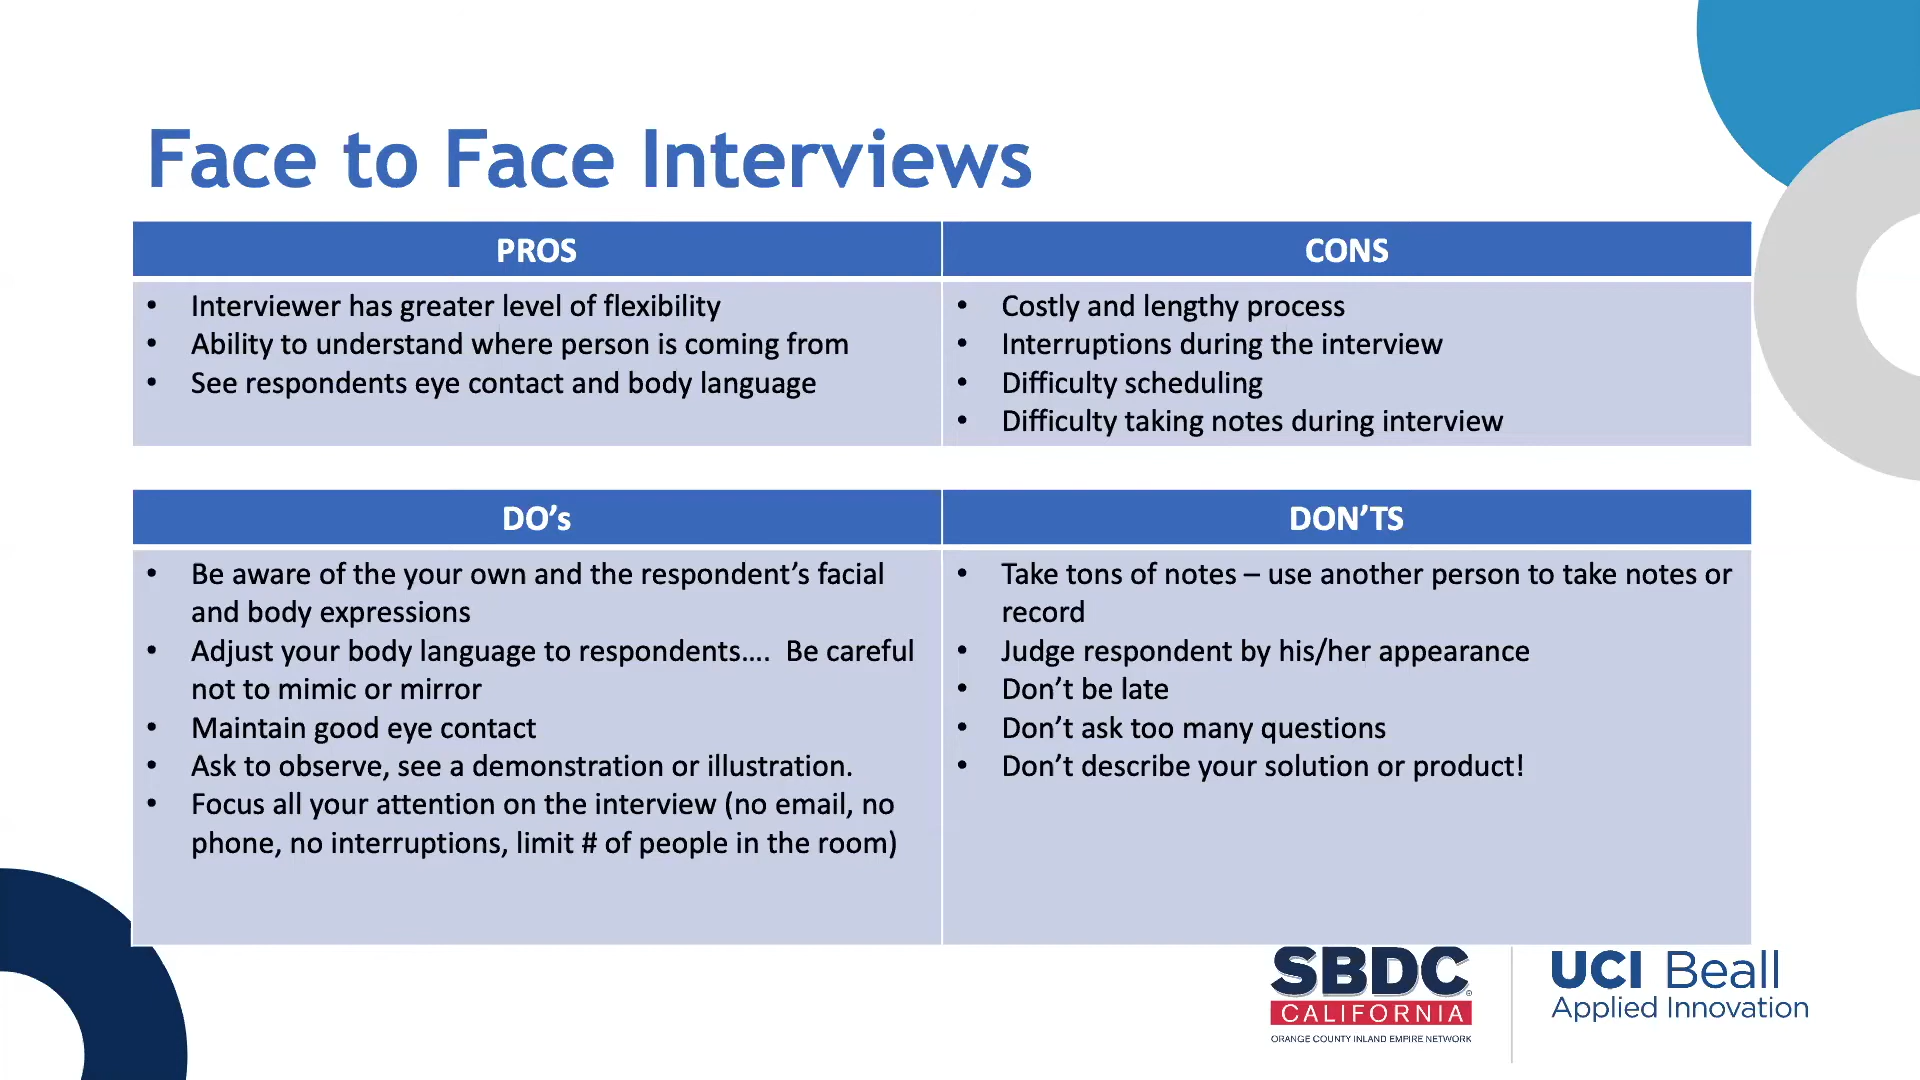 Face to Face Interviews
PROS
CONS
• Interviewer has greater level of flexibility
• Ability to understand where person is coming from
• See respondents eye contact and body language
• Costly and lengthy process
• Interruptions during the interview
• Difficulty scheduling
• Difficulty taking notes during interview
DO’s
DON’TS
• Be aware of the your own and the respondent’s facial
and body expressions
• Adjust your body language to respondents.... Be careful
not to mimic or mirror
• Maintain good eye contact
• Ask to observe, see a demonstration or illustration.
• Focus all your attention on the interview (no email, no
phone, no interruptions, limit # of people in the room)
• Take tons of notes – use another person to take notes or
record
• Judge respondent by his/her appearance
• Don’t be late
• Don’t ask too many questions
• Don’t describe your solution or product!
SBDC®
CALIFORNIA
ORANGE COUNTY INLAND EMPIRE NETWORK
UCI Beall
Applied Innovation